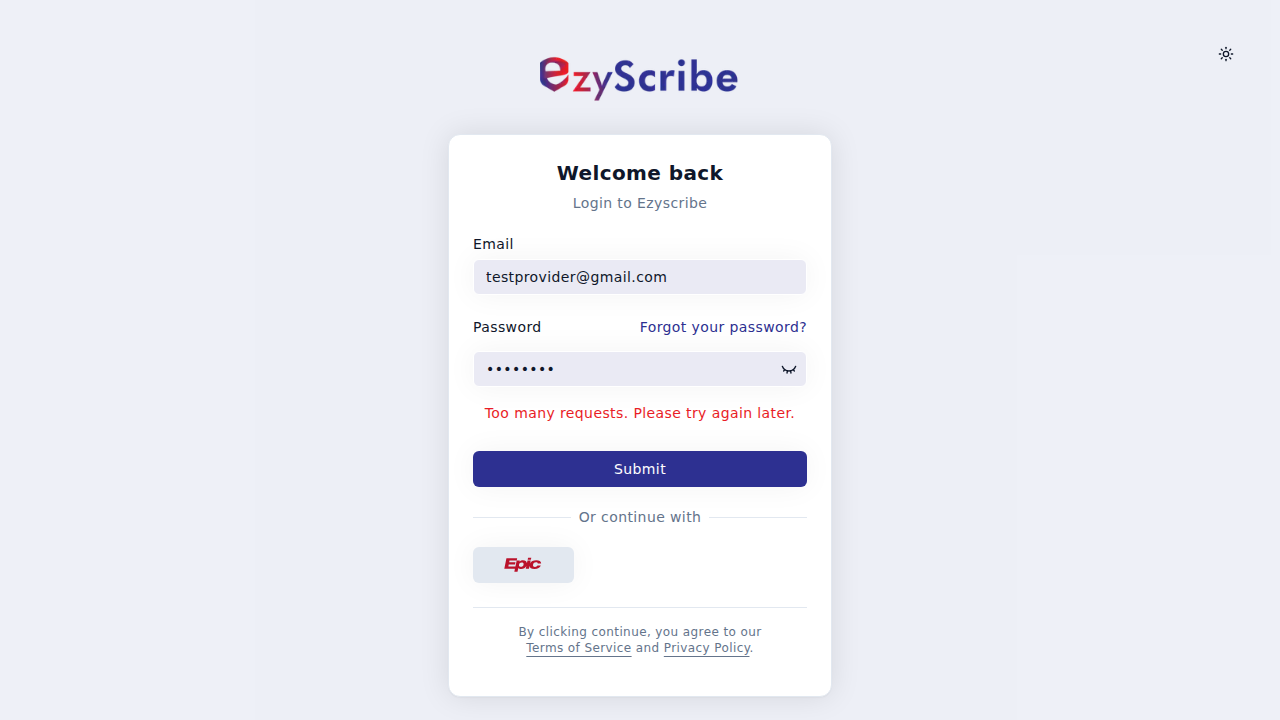 EzyScribe
Welcome back
Login to Ezyscribe
Email
testprovider@gmail.com
Password
Forgot your password?
••••••••
Too many requests. Please try again later.
Submit
Or continue with
Epic
By clicking continue, you agree to our
Terms of Service and Privacy Policy.